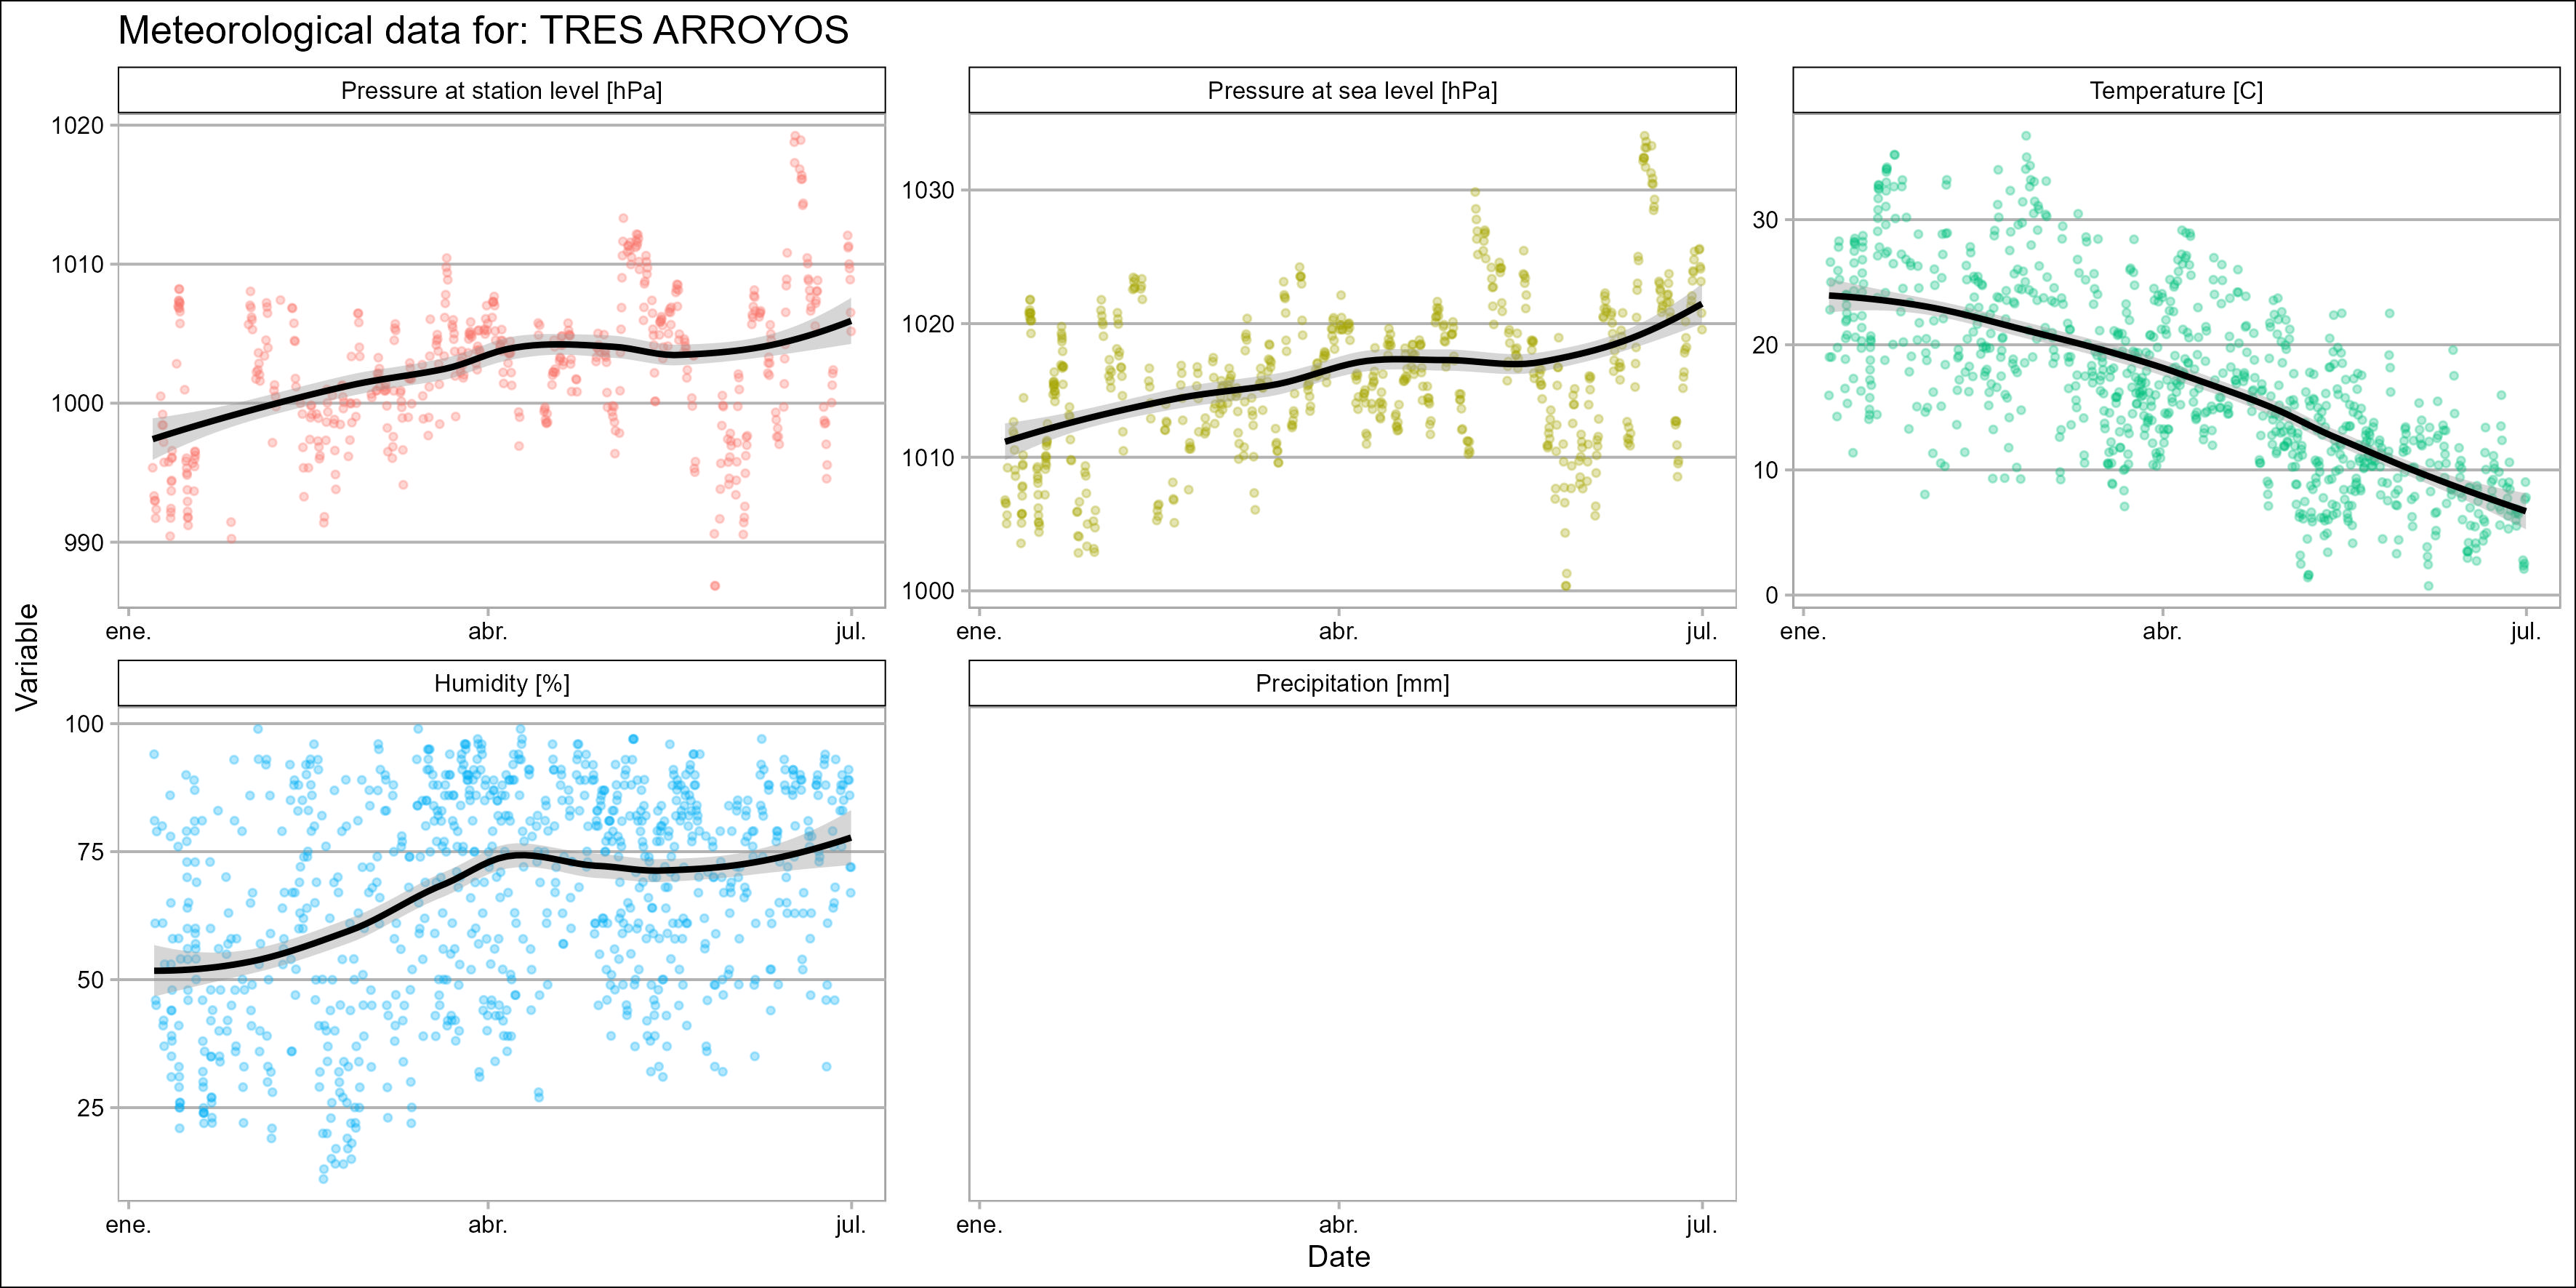 Meteorological data for: TRES ARROYOS
Pressure at station level [hPa]
1020
1010
1000
990
ene. abr. jul.
Pressure at sea level [hPa]
1030
1020
1010
1000
ene. abr. jul.
Temperature [C]
30
20
10
0
ene. abr. jul.
Variable
Humidity [%]
100
75
50
25
ene. abr. jul.
Precipitation [mm]
ene. abr. jul.
Date